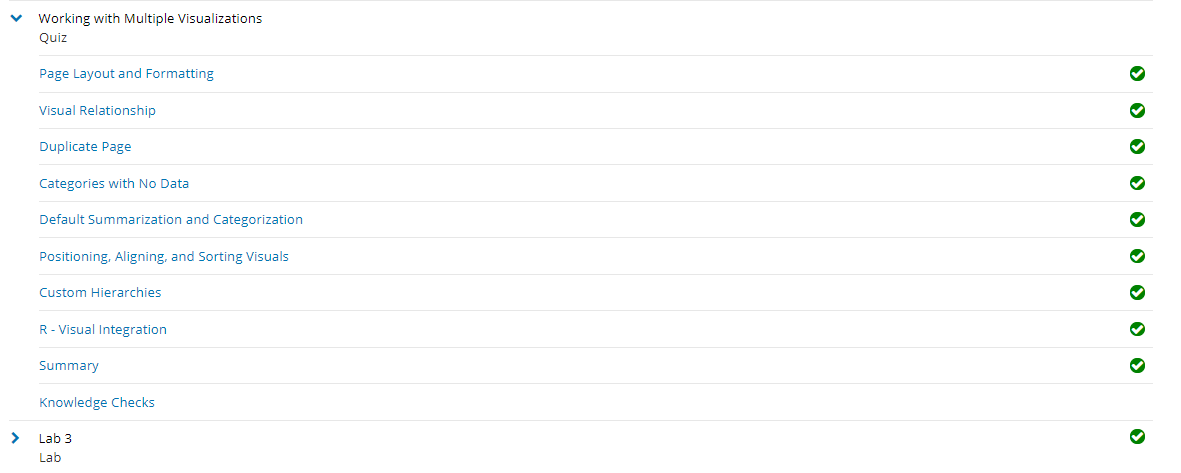 Working with Multiple Visualizations
Quiz
Page Layout and Formatting
Visual Relationship
Duplicate Page
Categories with No Data
Default Summarization and Categorization
Positioning, Aligning, and Sorting Visuals
Custom Hierarchies
R - Visual Integration
Summary
Knowledge Checks
Lab 3
Lab